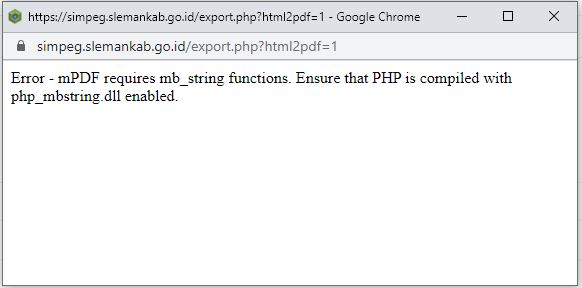 https://simpeg.slemankab.go.id/export.php?html2pdf=1 - Google Chrome
simpeg.slemankab.go.id/export.php?html2pdf=1
Error - mPDF requires mb_string functions. Ensure that PHP is compiled with
php_mbstring.dll enabled.